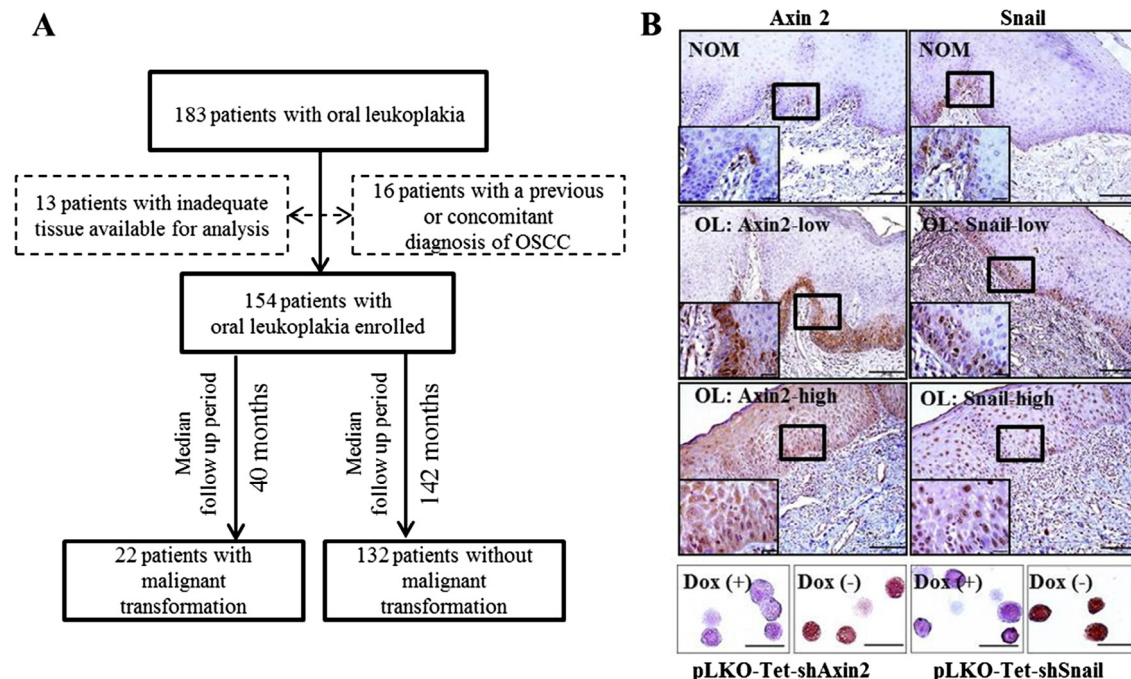 A
183 patients with oral leukoplakia
13 patients with inadequate
tissue available for analysis
16 patients with a previous
or concomitant
diagnosis of OSCC
154 patients with
oral leukoplakia enrolled
Median
follow up period
40 months
Median
follow up period
142 months
22 patients with
malignant
transformation
132 patients without
malignant
transformation
B
Axin 2
Snail
NOM
NOM
OL: Axin2-low
OL: Snail-low
OL: Axin2-high
OL: Snail-high
Dox (+)
Dox (-)
Dox (+)
Dox (-)
pLKO-Tet-shAxin2
pLKO-Tet-shSnail